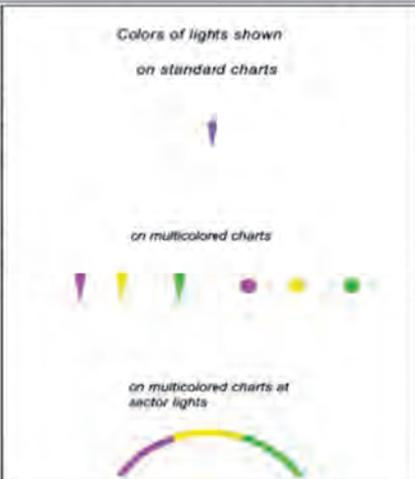 Colors of lights shown
on standard charts
on multicolored charts
on multicolored charts at
sector lights